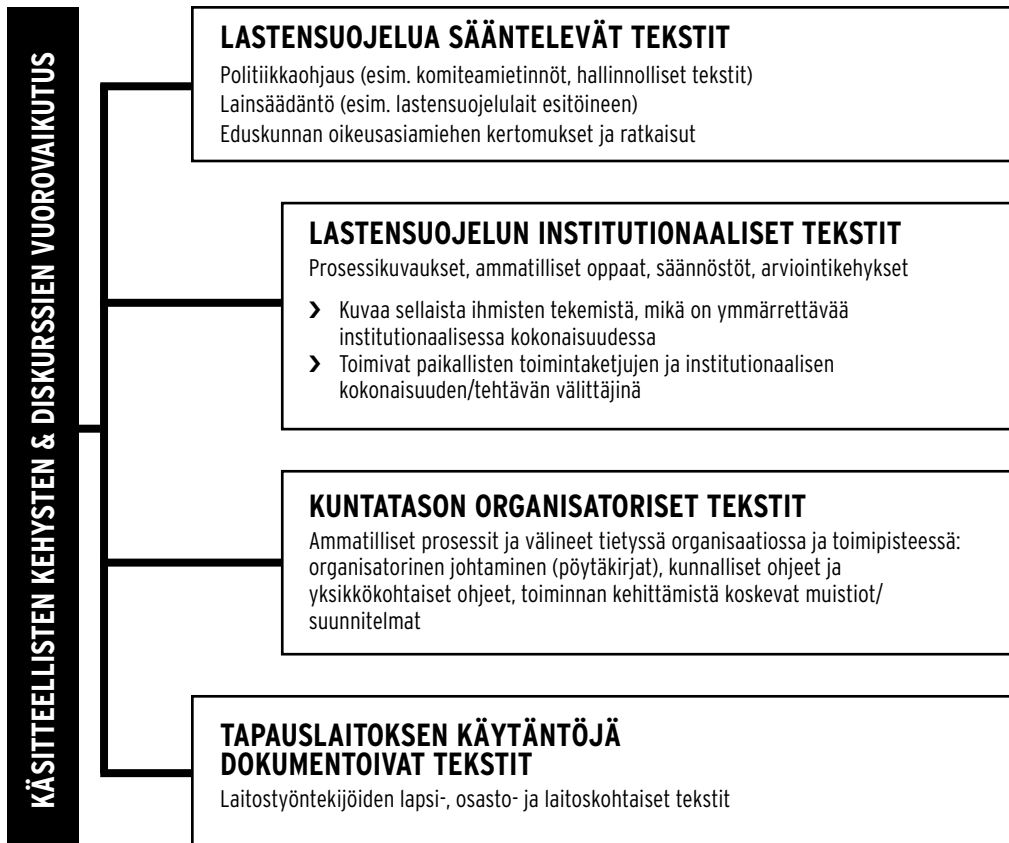 KÄSITTEELLISTEN KEHYSTEN & DISKURSSIEN VUOROVAIKUTUS
LASTENSUOJELUA SÄÄNTELEVÄT TEKSTIT
Politiikkaohjaus (esim. komiteamietinnöt, hallinnolliset tekstit)
Lainsäädäntö (esim. lastensuojelulait esitöineen)
Eduskunnan oikeusasiamiehen kertomukset ja ratkaisut
LASTENSUOJELUN INSTITUTIONAALISET TEKSTIT
Prosessikuvaukset, ammatilliset oppaat, säännöstöt, arviointikehykset
› Kuvaa sellaista ihmisten tekemistä, mikä on ymmärrettävää
institutionaalisessa kokonaisuudessa
› Toimivat paikallisten toimintaketjujen ja institutionaalisen
kokonaisuuden/tehtävän välittäjinä
KUNTATASON ORGANISATORISET TEKSTIT
Ammatilliset prosessit ja välineet tietyssä organisaatiossa ja toimipisteessä:
organisatorinen johtaminen (pöytäkirjat), kunnalliset ohjeet ja
yksikkökohtaiset ohjeet, toiminnan kehittämistä koskevat muistiot/
suunnitelmat
TAPAUSLAITOKSEN KÄYTÄNTÖJÄ
DOKUMENTOIVAT TEKSTIT
Laitostyöntekijöiden lapsi-, osasto- ja laitoskohtaiset tekstit